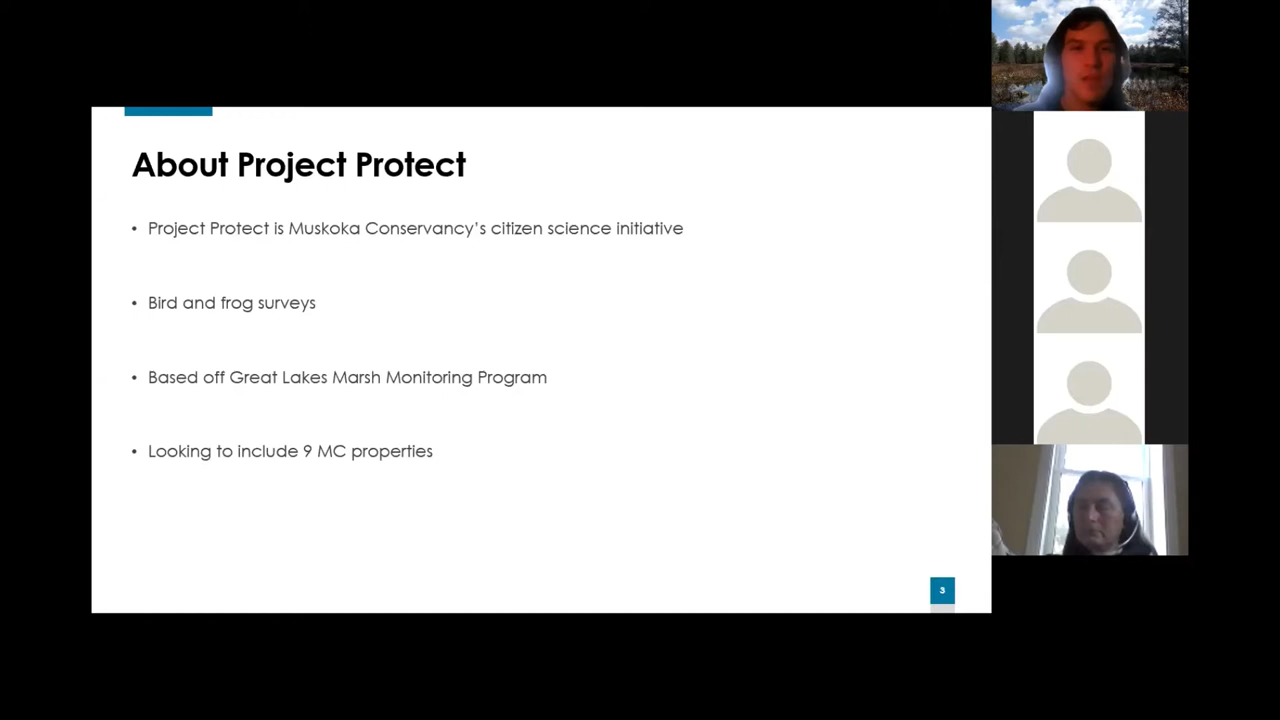 About Project Protect
• Project Protect is Muskoka Conservancy’s citizen science initiative
• Bird and frog surveys
• Based off Great Lakes Marsh Monitoring Program
• Looking to include 9 MC properties
3